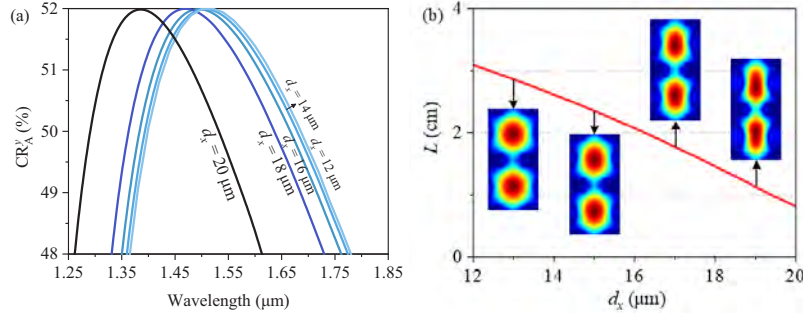 (a)
52
51
50
49
48
CR_A^y (%)
d_x = 20 μm
d_x = 18 μm
d_x = 16 μm
d_x = 14 μm
d_x = 12 μm
1.25 1.35 1.45 1.55 1.65 1.75 1.85
Wavelength (μm)
(b)
4
2
0
L (cm)
12 14 16 18 20
d_x [μm]